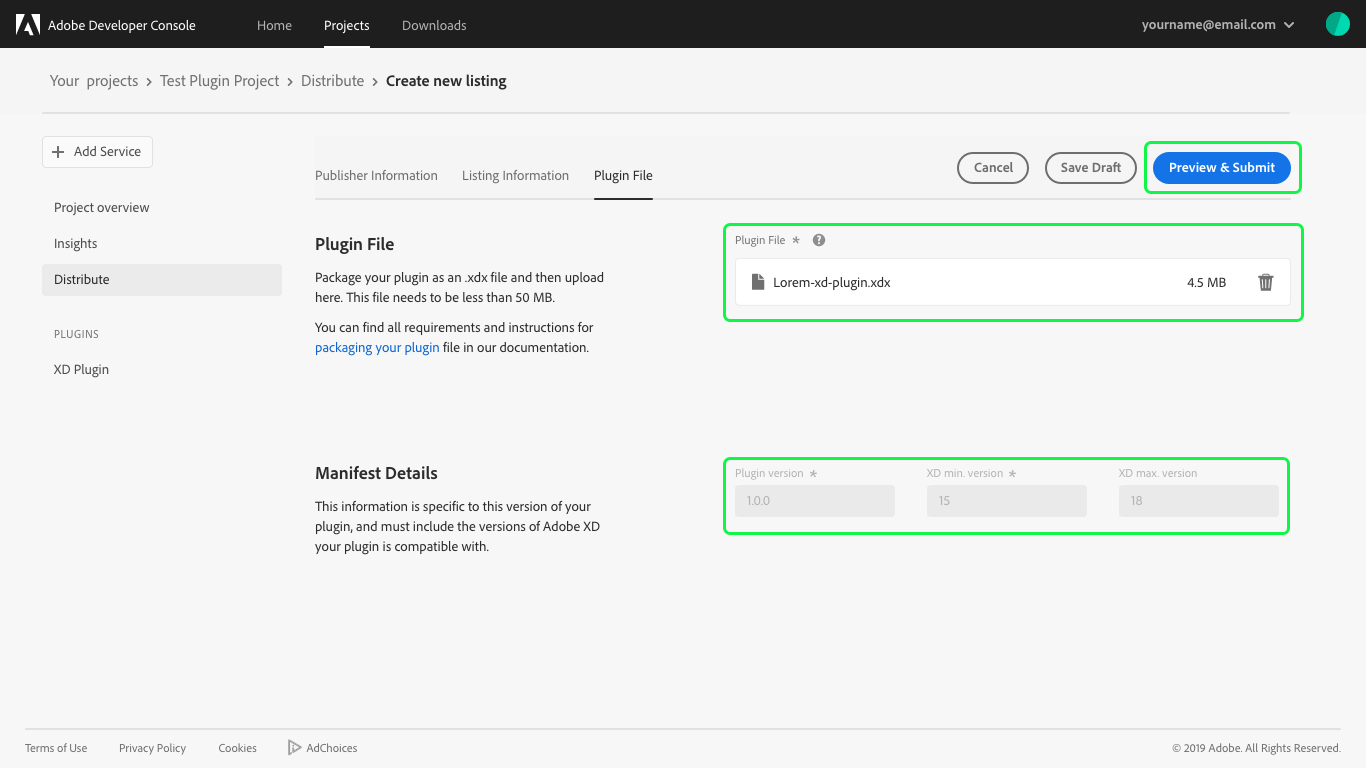 Adobe Developer Console
Home
Projects
Downloads
yourname@email.com
Your projects > Test Plugin Project > Distribute > Create new listing
+ Add Service
Publisher Information
Listing Information
Plugin File
Cancel
Save Draft
Preview & Submit
Project overview
Insights
Distribute
PLUGINS
XD Plugin
Plugin File
Package your plugin as an .xdx file and then upload
here. This file needs to be less than 50 MB.
You can find all requirements and instructions for
packaging your plugin file in our documentation.
Plugin File * ?
Lorem-xd-plugin.xdx
4.5 MB
Manifest Details
This information is specific to this version of your
plugin, and must include the versions of Adobe XD
your plugin is compatible with.
Plugin version *
XD min. version *
XD max. version
1.0.0
15
18
Terms of Use
Privacy Policy
Cookies
AdChoices
© 2019 Adobe. All Rights Reserved.